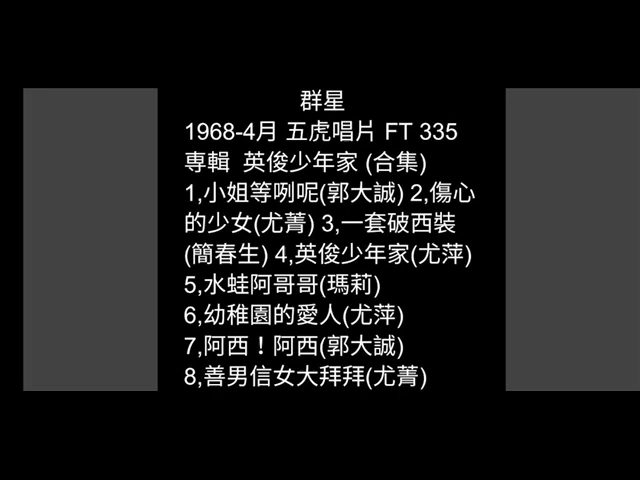 群星
1968-4月 五虎唱片 FT 335
專輯 英俊少年家 (合集)
1,小姐等咧呢(郭大誠) 2,傷心
的少女(尤菁) 3,一套破西裝
(簡春生) 4,英俊少年家(尤萍)
5,水蛙阿哥哥(瑪莉)
6,幼稚園的愛人(尤萍)
7,阿西！阿西(郭大誠)
8,善男信女大拜拜(尤菁)